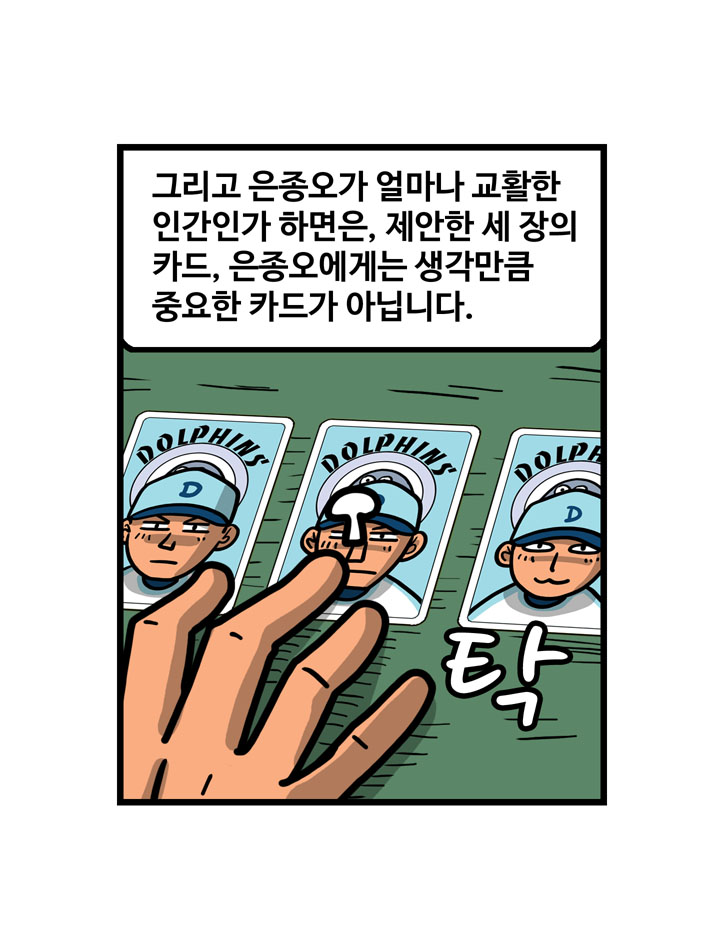 그리고 은종오가 얼마나 교활한
인간인가 하면은, 제안한 세 장의
카드, 은종오에게는 생각만큼
중요한 카드가 아닙니다.
DOLPHINS
DOLPHINS
DOLPH
D
D
탁